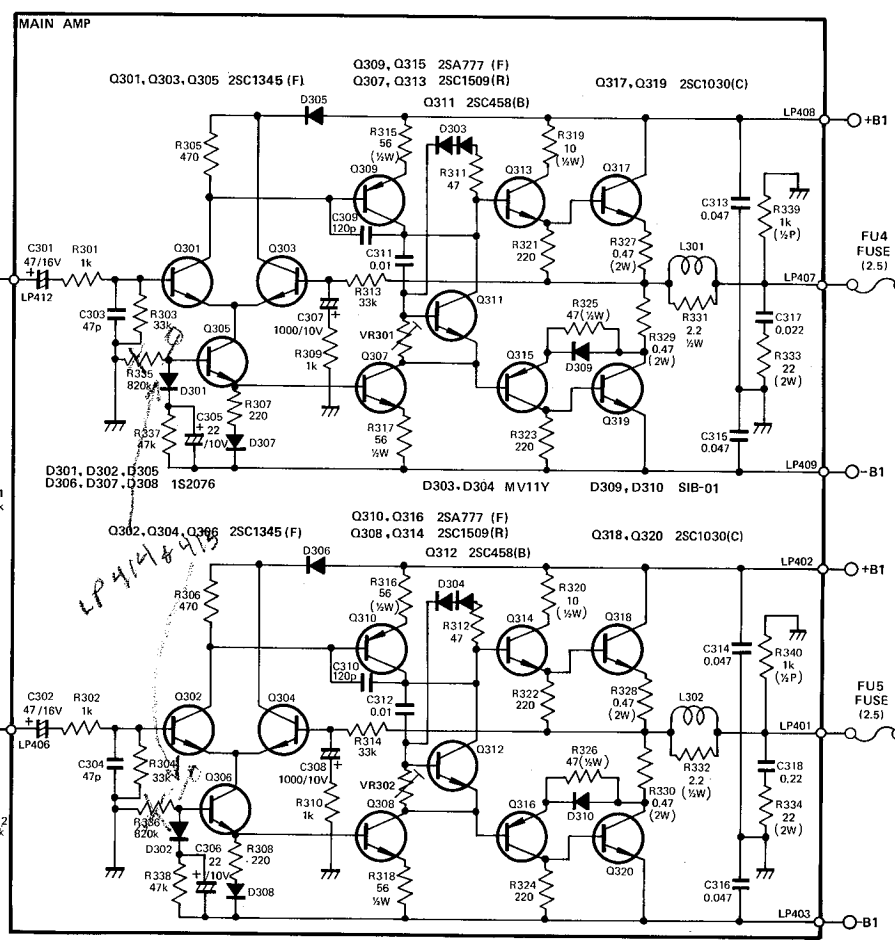 MAIN AMP
Q309, Q315 2SA777 (F)
Q301, Q303, Q305 2SC1345 (F)
Q307, Q313 2SC1509(R)
Q317, Q319 2SC1030(C)
Q311 2SC458(B)
D305
LP408
+B1
R305
470
R315
56
(½W)
D303
R319
10
(½W)
Q309
R311
47
Q313
Q317
C313
0.047
R339
1k
(½P)
C309
120p
FU4
FUSE
(2.5)
C301
47/16V
R301
1k
Q301
Q303
C311
0.01
R321
220
R327
0.47
(2W)
L301
LP407
LP412
R313
33k
Q311
R325
47(½W)
R331
2.2
½W
C317
0.022
C303
47p
R303
33k
C307
1000/10V
Q305
VR301
R329
0.47
(2W)
R309
1k
Q307
Q315
D309
R333
22
(2W)
R335
820k
D301
Q319
R307
220
C305
22
/10V
R317
56
½W
R323
220
C315
0.047
R337
47k
D307
LP409
-B1
D301, D302, D305
D306, D307, D308 1S2076
D303, D304 MV11Y
D309, D310 SIB-01
Q310, Q316 2SA777 (F)
Q302, Q304, Q306 2SC1345 (F)
Q308, Q314 2SC1509(R)
Q318, Q320 2SC1030(C)
Q312 2SC458(B)
LP414&415
D306
LP402
+B1
R306
470
R316
56
(½W)
D304
R320
10
(½W)
Q310
R312
47
Q314
Q318
C314
0.047
R340
1k
(½P)
C310
120p
FU5
FUSE
(2.5)
C302
47/16V
R302
1k
Q302
Q304
C312
0.01
R322
220
R328
0.47
(2W)
L302
LP401
LP406
R314
33k
Q312
R326
47(½W)
R332
2.2
(½W)
C318
0.22
C304
47p
R304
33k
C308
1000/10V
Q306
VR302
R330
0.47
(2W)
R310
1k
Q308
Q316
D310
R334
22
(2W)
R336
820k
D302
Q320
R308
220
C306
22
/10V
R318
56
½W
R324
220
C316
0.047
R338
47k
D308
LP403
-B1